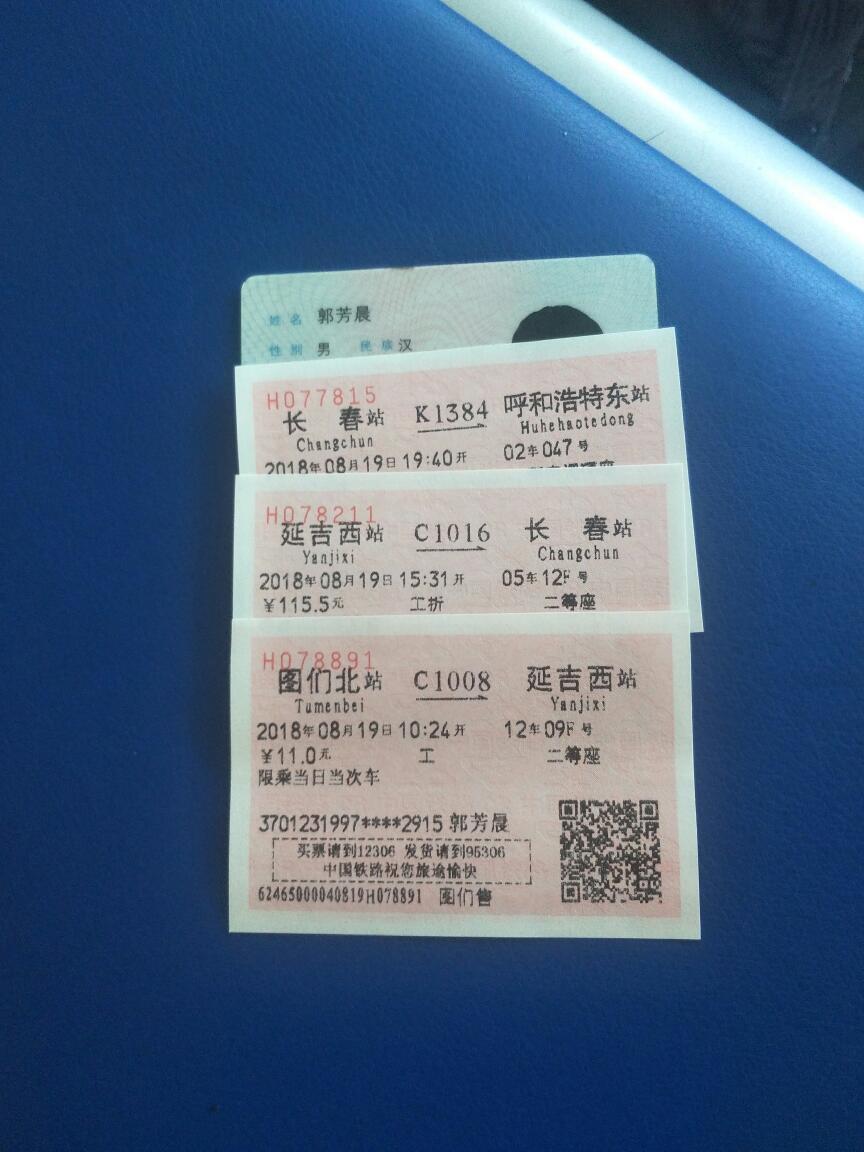 姓名 郭芳晨
性别 男 民族 汉
H077815
长春站 K1384 呼和浩特东站
Changchun Huhehaotedong
2018年08月19日 19:40开 02车047号
H078211
延吉西站 C1016 长春站
Yanjixi Changchun
2018年08月19日 15:31开 05车12F号
￥115.5元 工折 二等座
H078891
图们北站 C1008 延吉西站
Tumenbei Yanjixi
2018年08月19日 10:24开 12车09F号
￥11.0元 工 二等座
限乘当日当次车
3701231997****2915 郭芳晨
买票请到12306 发货请到95306
中国铁路祝您旅途愉快
62465000040819H078891 图们售